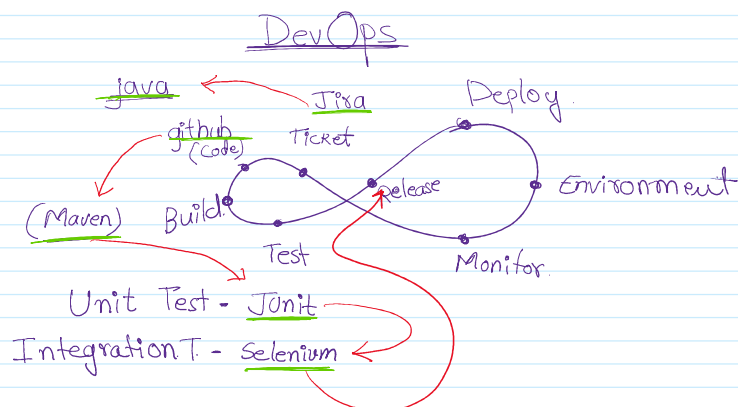 DevOps
java
Jira
Deploy.
github
Ticket
(Code)
Release
Environment
(Maven)
Build.
Test
Monitor.
Unit Test - JUnit
Integration T. - Selenium